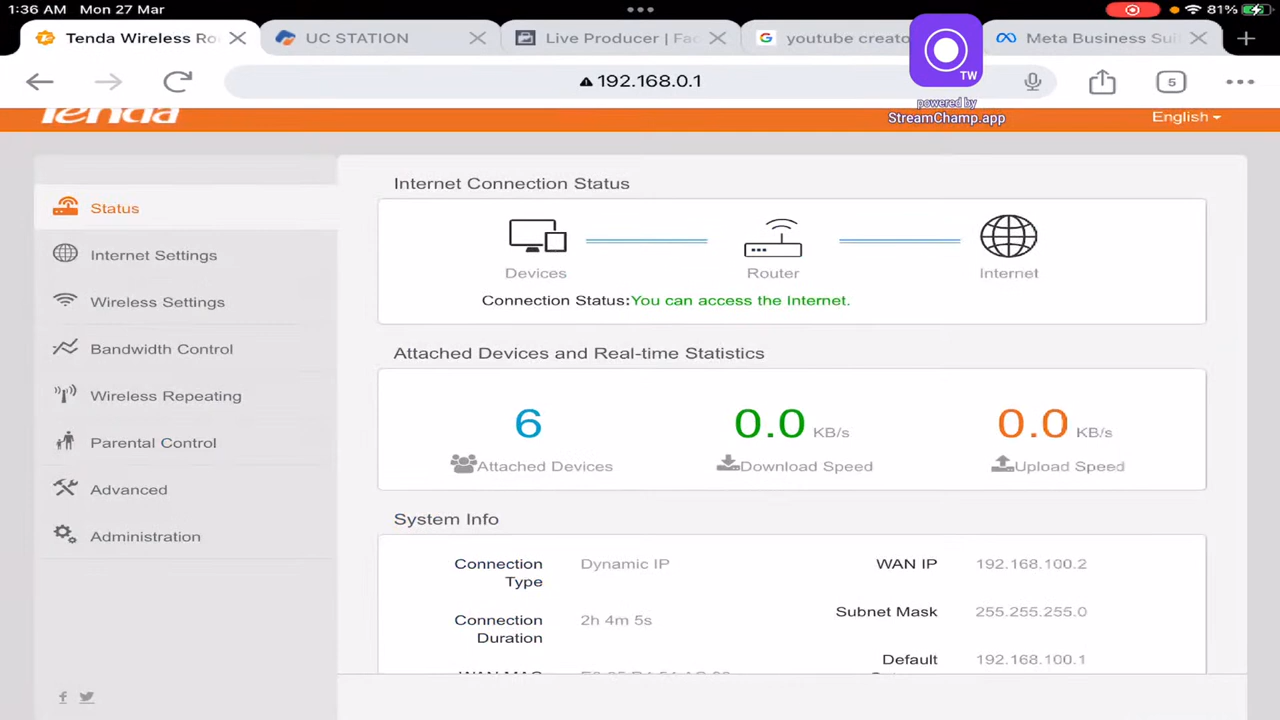 1:36 AM Mon 27 Mar
81%
Tenda Wireless Ro
UC STATION
Live Producer | Fac
youtube creato
Meta Business Sui
192.168.0.1
5
TW
powered by
StreamChamp.app
Tenda
English
Status
Internet Settings
Wireless Settings
Bandwidth Control
Wireless Repeating
Parental Control
Advanced
Administration
Internet Connection Status
Devices
Router
Internet
Connection Status:You can access the Internet.
Attached Devices and Real-time Statistics
6
0.0 KB/s
0.0 KB/s
Attached Devices
Download Speed
Upload Speed
System Info
Connection Type
Dynamic IP
WAN IP
192.168.100.2
Connection Duration
2h 4m 5s
Subnet Mask
255.255.255.0
Default
192.168.100.1
WAN MAC